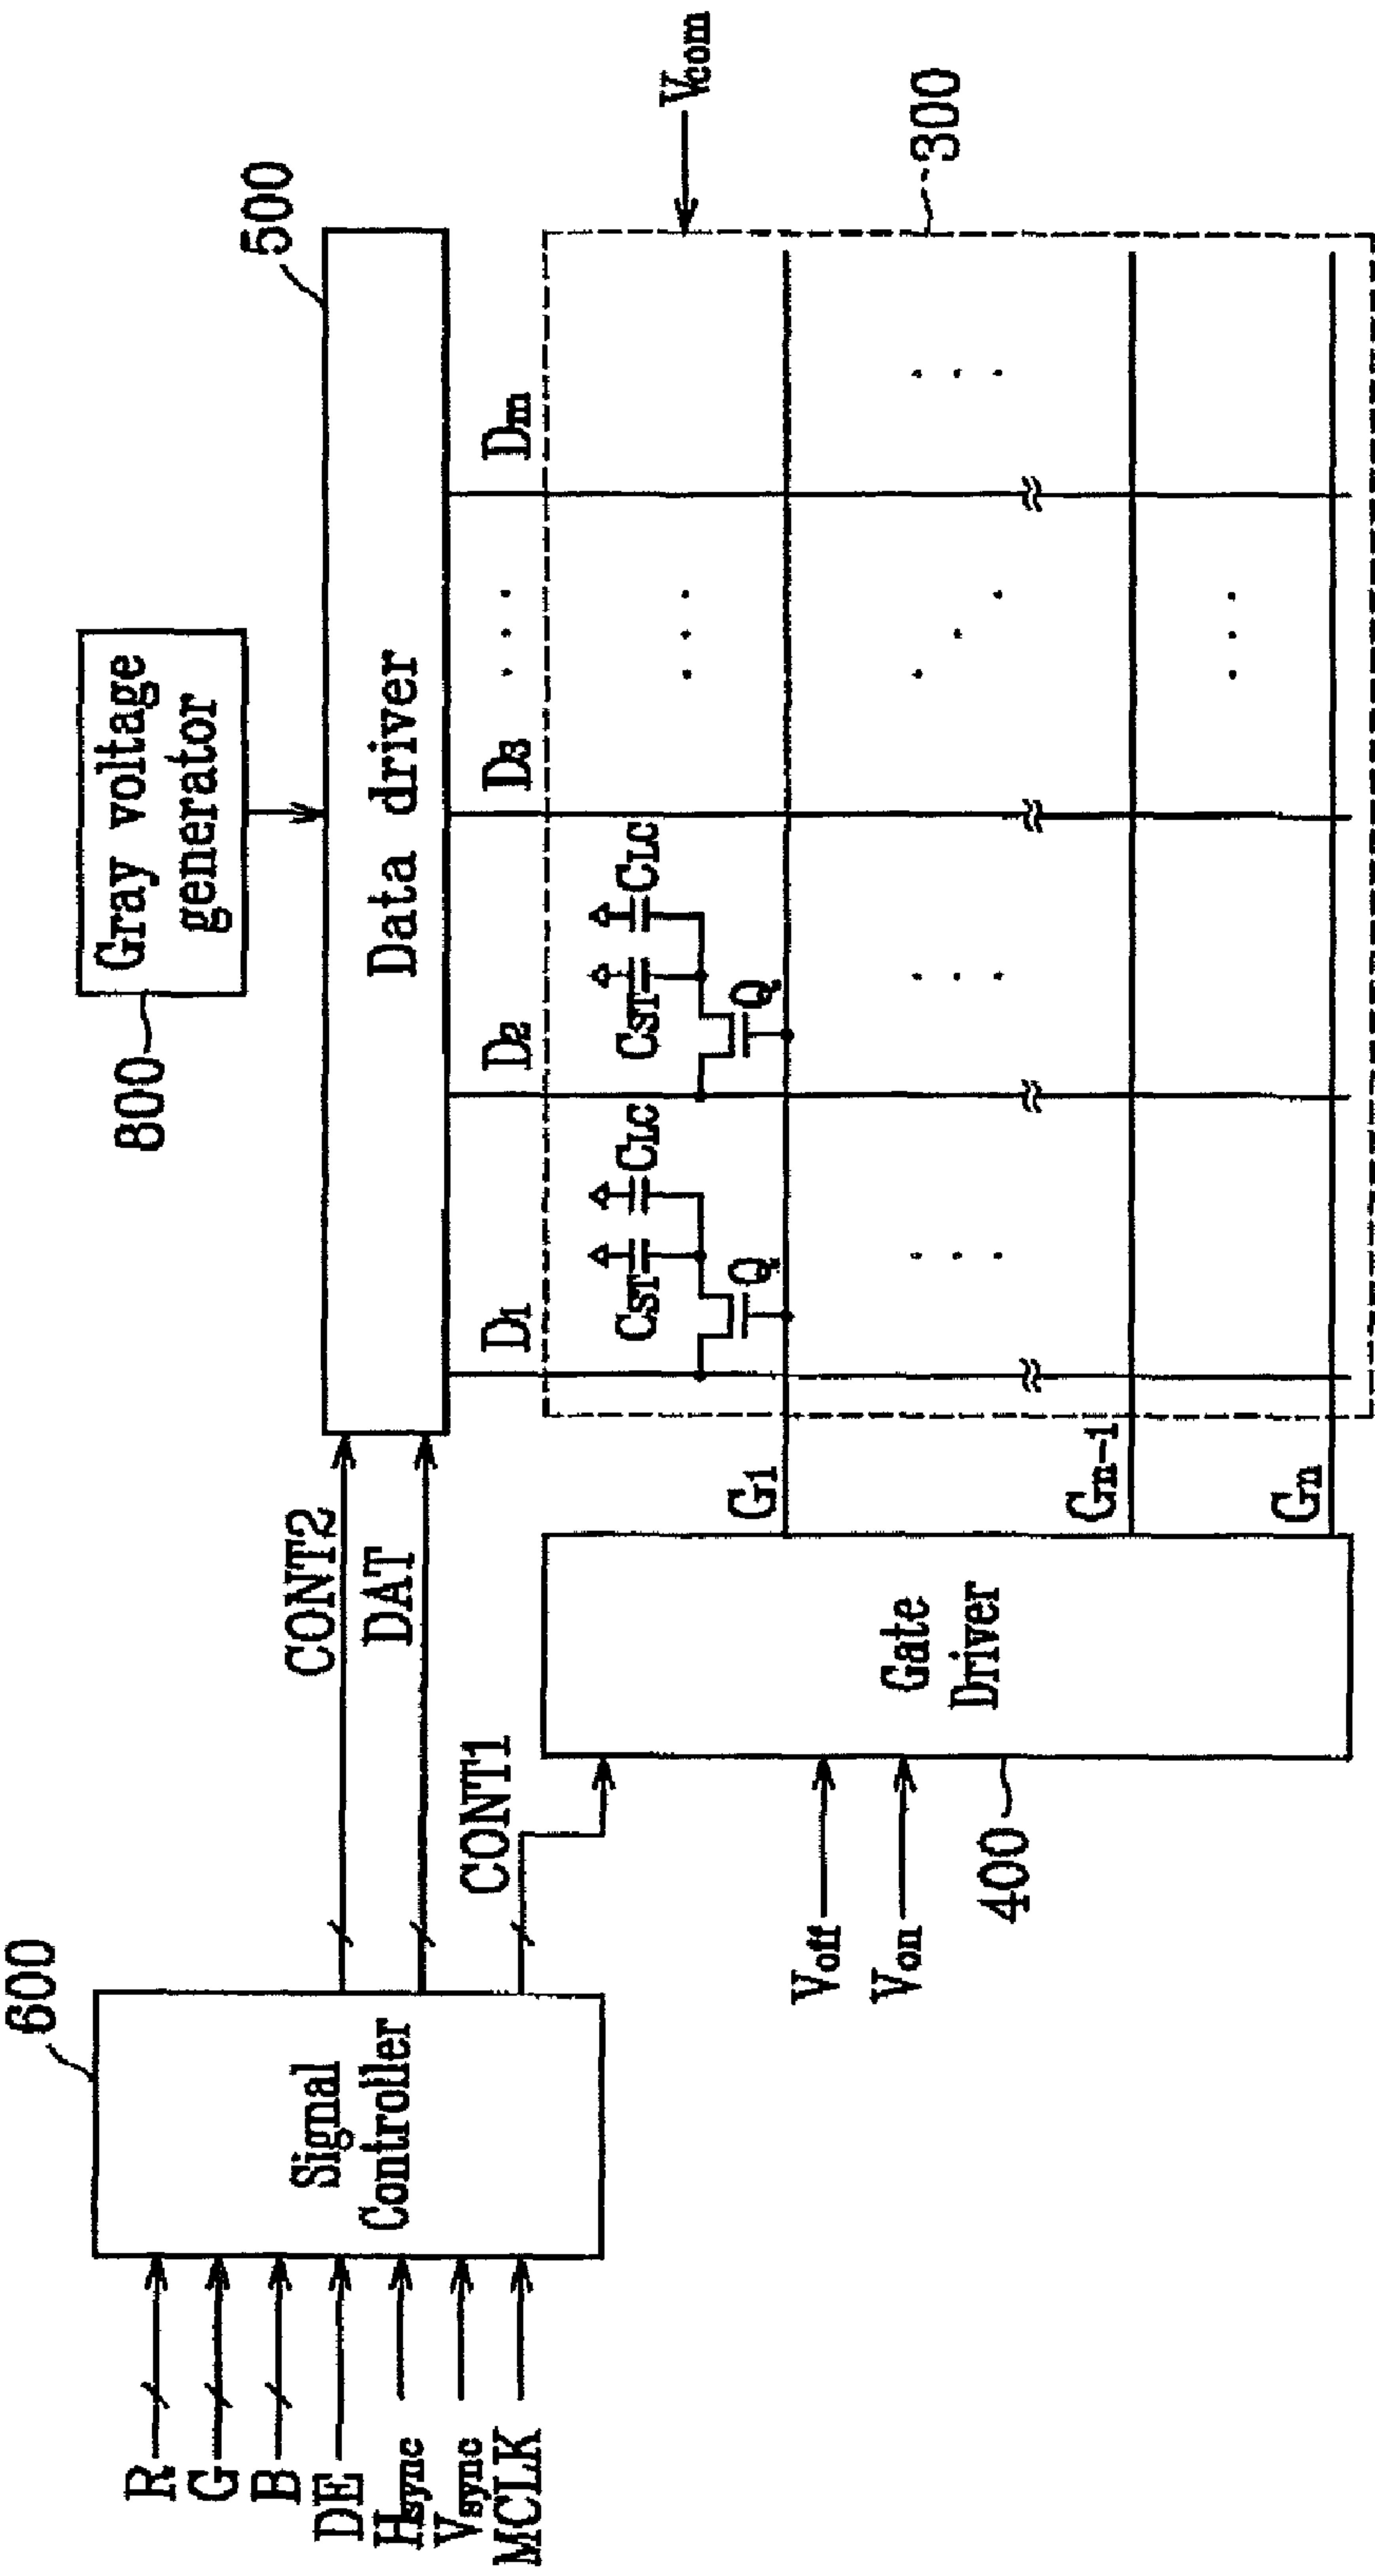 800
Gray voltage
generator
500
600
R
G
B
DE
Hsync
Vsync
MCLK
Signal
Controller
CONT2
DAT
CONT1
Data driver
D1
D2
D3
Dm
Vcom
CST
CLC
Q
CST
CLC
Q
G1
Gn-1
Gn
Gate
Driver
Voff
Von
400
300